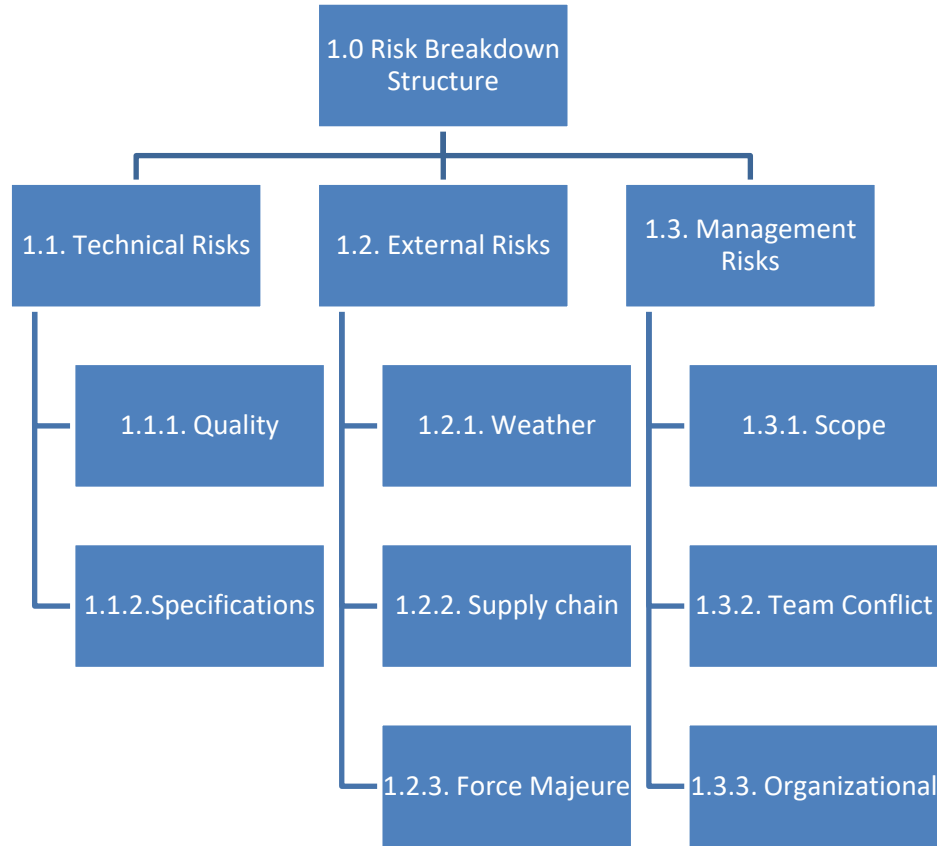 1.0 Risk Breakdown
Structure
1.1. Technical Risks
1.2. External Risks
1.3. Management
Risks
1.1.1. Quality
1.2.1. Weather
1.3.1. Scope
1.1.2.Specifications
1.2.2. Supply chain
1.3.2. Team Conflict
1.2.3. Force Majeure
1.3.3. Organizational